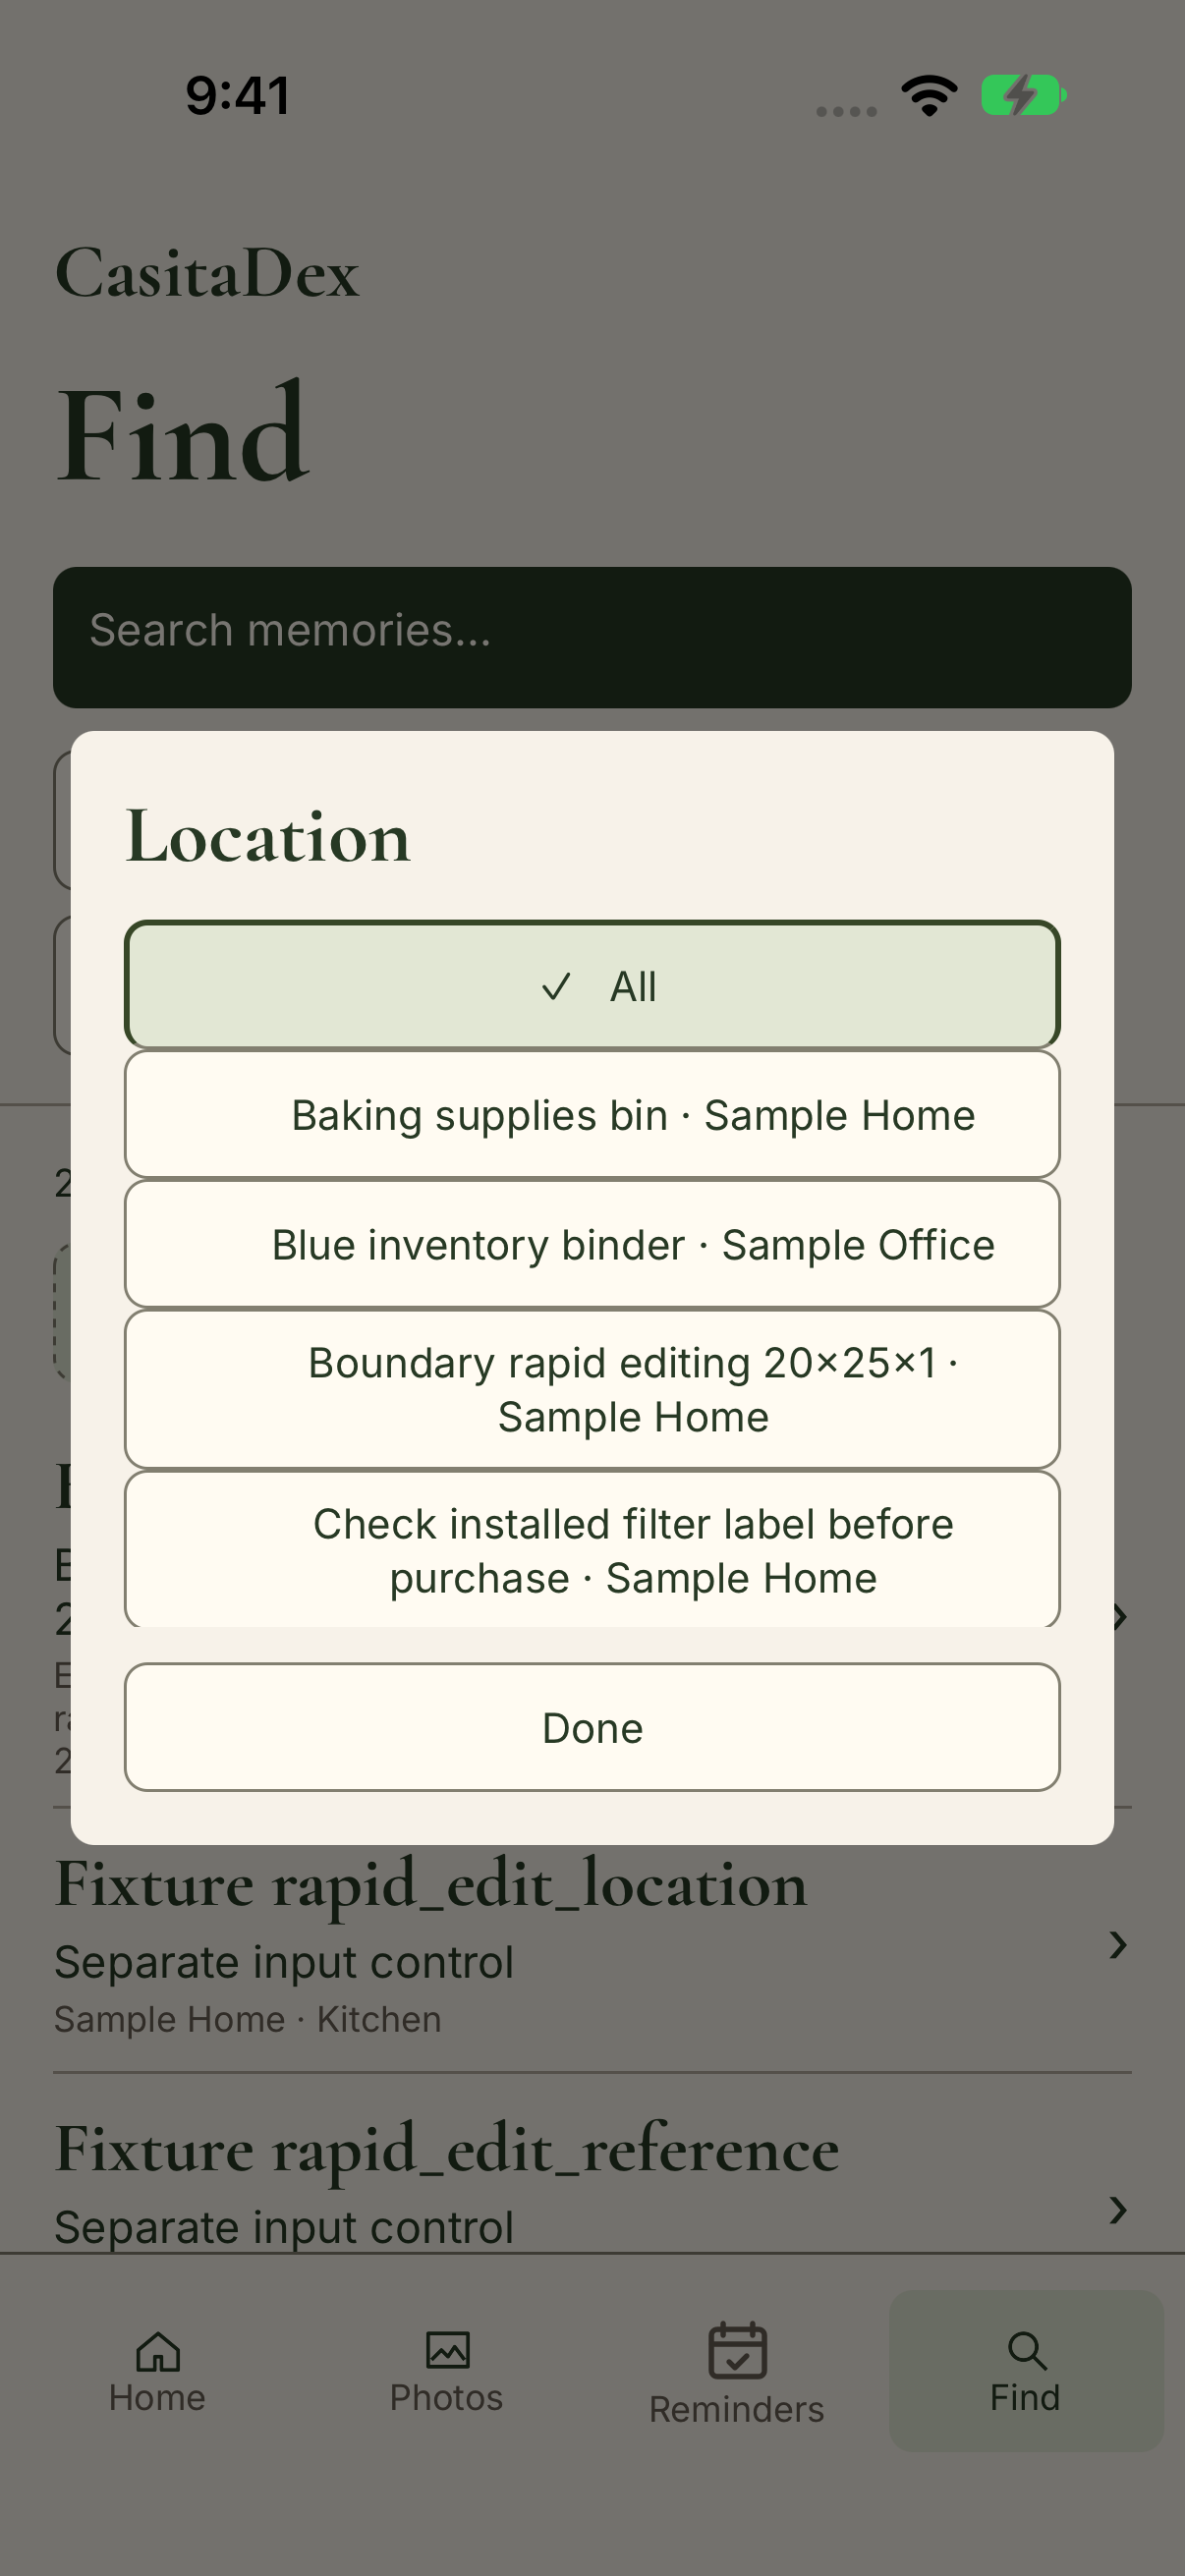 9:41
CasitaDex
Find
Search memories...
Location
✓ All
Baking supplies bin · Sample Home
Blue inventory binder · Sample Office
Boundary rapid editing 20×25×1 ·
Sample Home
Check installed filter label before
purchase · Sample Home
Done
Fixture rapid_edit_location
Separate input control
Sample Home · Kitchen
Fixture rapid_edit_reference
Separate input control
Home
Photos
Reminders
Find